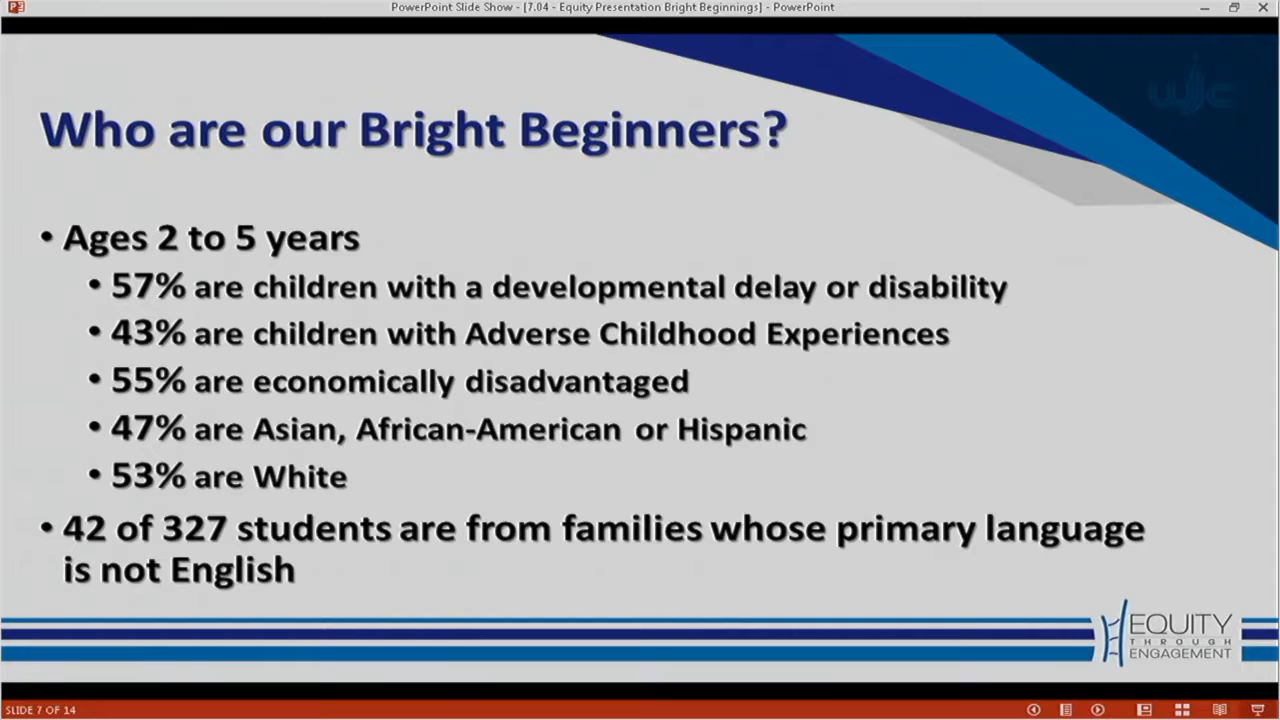 PowerPoint Slide Show - [7.04 - Equity Presentation Bright Beginnings] - PowerPoint
Who are our Bright Beginners?
• Ages 2 to 5 years
• 57% are children with a developmental delay or disability
• 43% are children with Adverse Childhood Experiences
• 55% are economically disadvantaged
• 47% are Asian, African-American or Hispanic
• 53% are White
• 42 of 327 students are from families whose primary language
is not English
EQUITY
THROUGH
ENGAGEMENT
SLIDE 7 OF 14